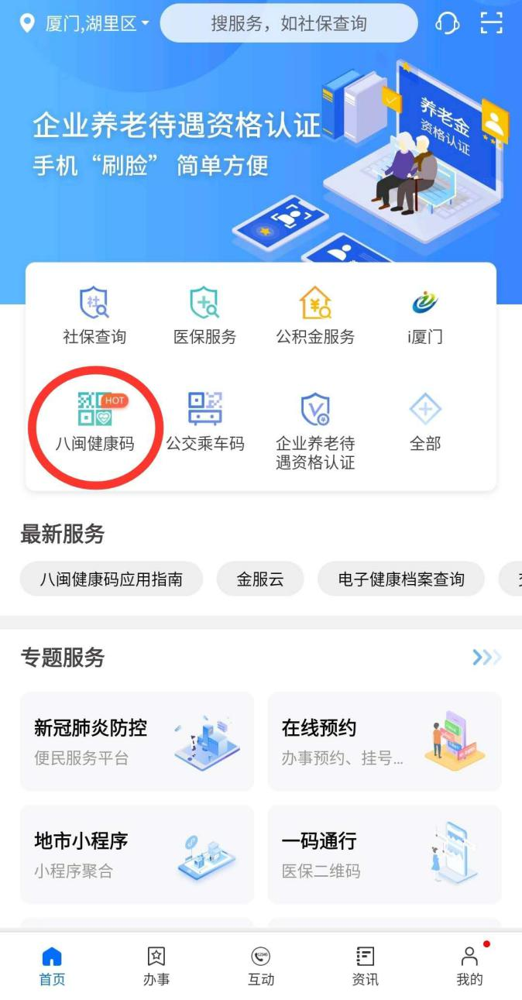 厦门,湖里区
搜服务，如社保查询
企业养老待遇资格认证
手机“刷脸” 简单方便
养老金
资格认证
社
社保查询
医保服务
公积金服务
i厦门
HOT
八闽健康码
公交乘车码
企业养老待
遇资格认证
全部
最新服务
八闽健康码应用指南
金服云
电子健康档案查询
专题服务
新冠肺炎防控
便民服务平台
在线预约
办事预约、挂号...
地市小程序
小程序聚合
一码通行
医保二维码
首页
办事
12345
互动
资讯
我的